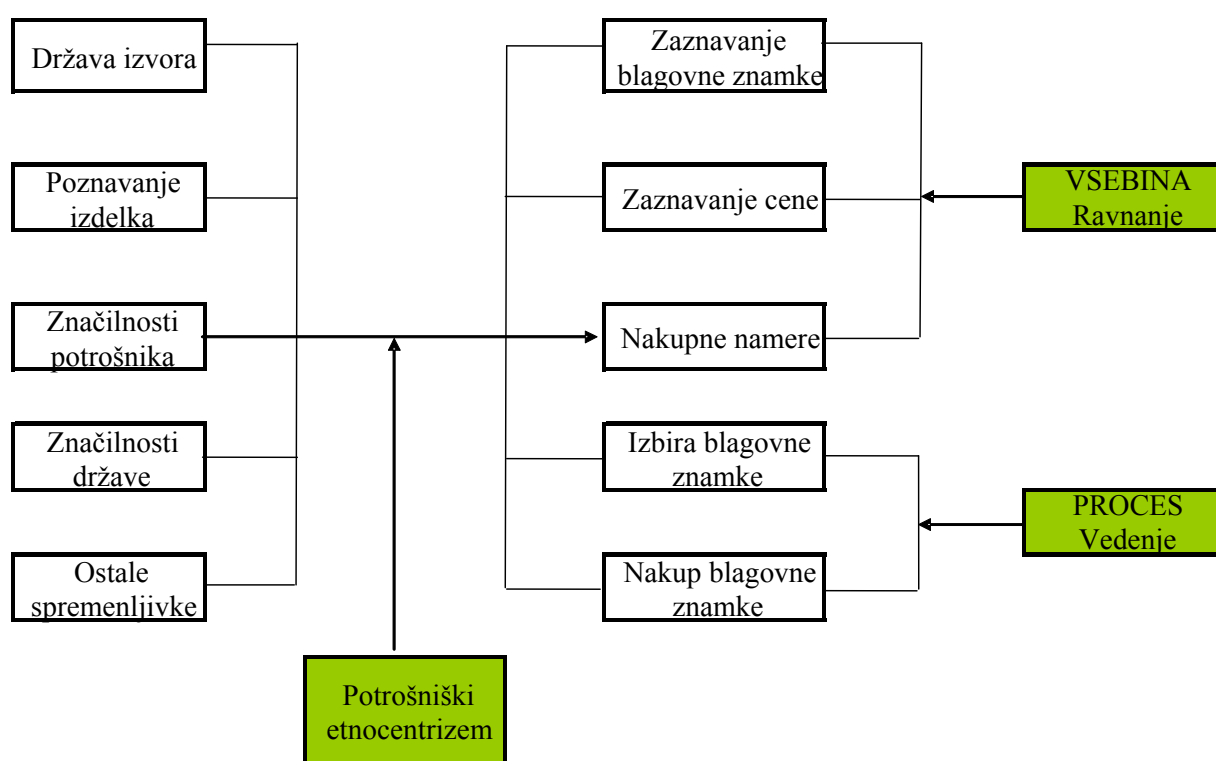 Država izvora
Poznavanje
izdelka
Značilnosti
potrošnika
Značilnosti
države
Ostale
spremenljivke
Potrošniški
etnocentrizem
Zaznavanje
blagovne znamke
Zaznavanje cene
Nakupne namere
Izbira blagovne
znamke
Nakup blagovne
znamke
VSEBINA
Ravnanje
PROCES
Vedenje